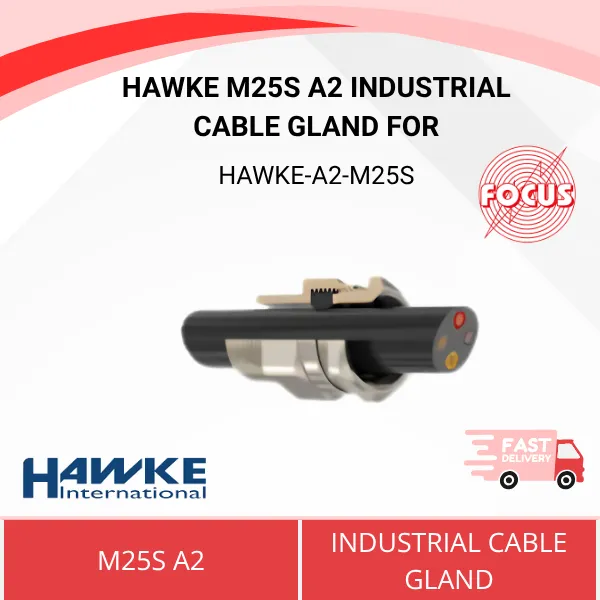 HAWKE M25S A2 INDUSTRIAL
CABLE GLAND FOR
HAWKE-A2-M25S
FOCUS
HAWKE
International
FAST
DELIVERY
M25S A2
INDUSTRIAL CABLE
GLAND